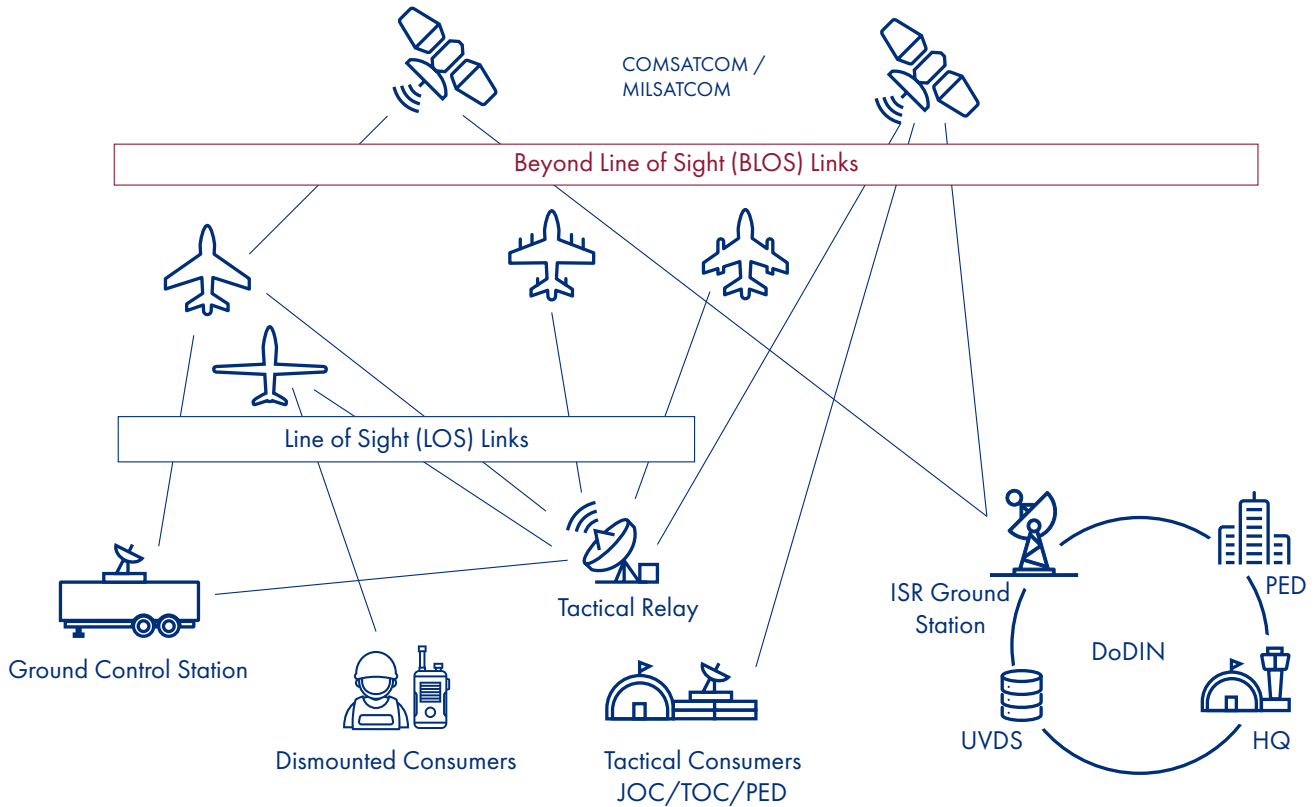 COMSATCOM /
MILSATCOM
Beyond Line of Sight (BLOS) Links
Line of Sight (LOS) Links
Ground Control Station
Dismounted Consumers
Tactical Relay
Tactical Consumers
JOC/TOC/PED
ISR Ground
Station
PED
DoDIN
UVDS
HQ